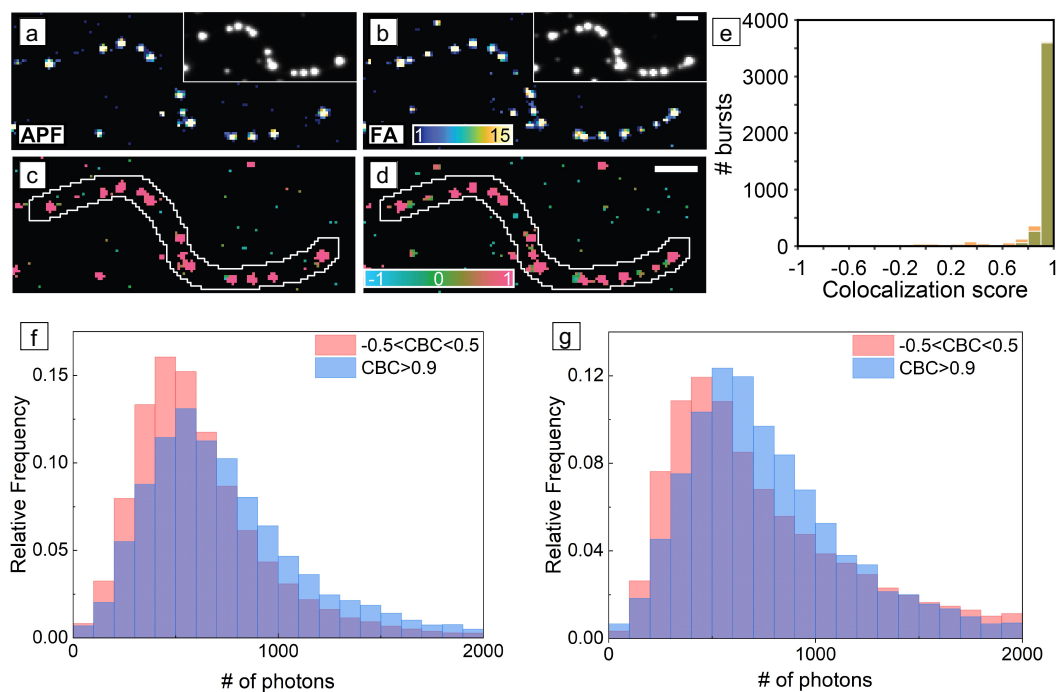 a
b
APF
FA
1 15
c
d
-1 0 1
e
4000
3000
2000
1000
0
# bursts
-1 -0.6 -0.2 0.2 0.6 1
Colocalization score
f
-0.5<CBC<0.5
CBC>0.9
0.15
0.10
0.05
0.00
Relative Frequency
0 1000 2000
# of photons
g
-0.5<CBC<0.5
CBC>0.9
0.12
0.08
0.04
0.00
Relative Frequency
0 1000 2000
# of photons